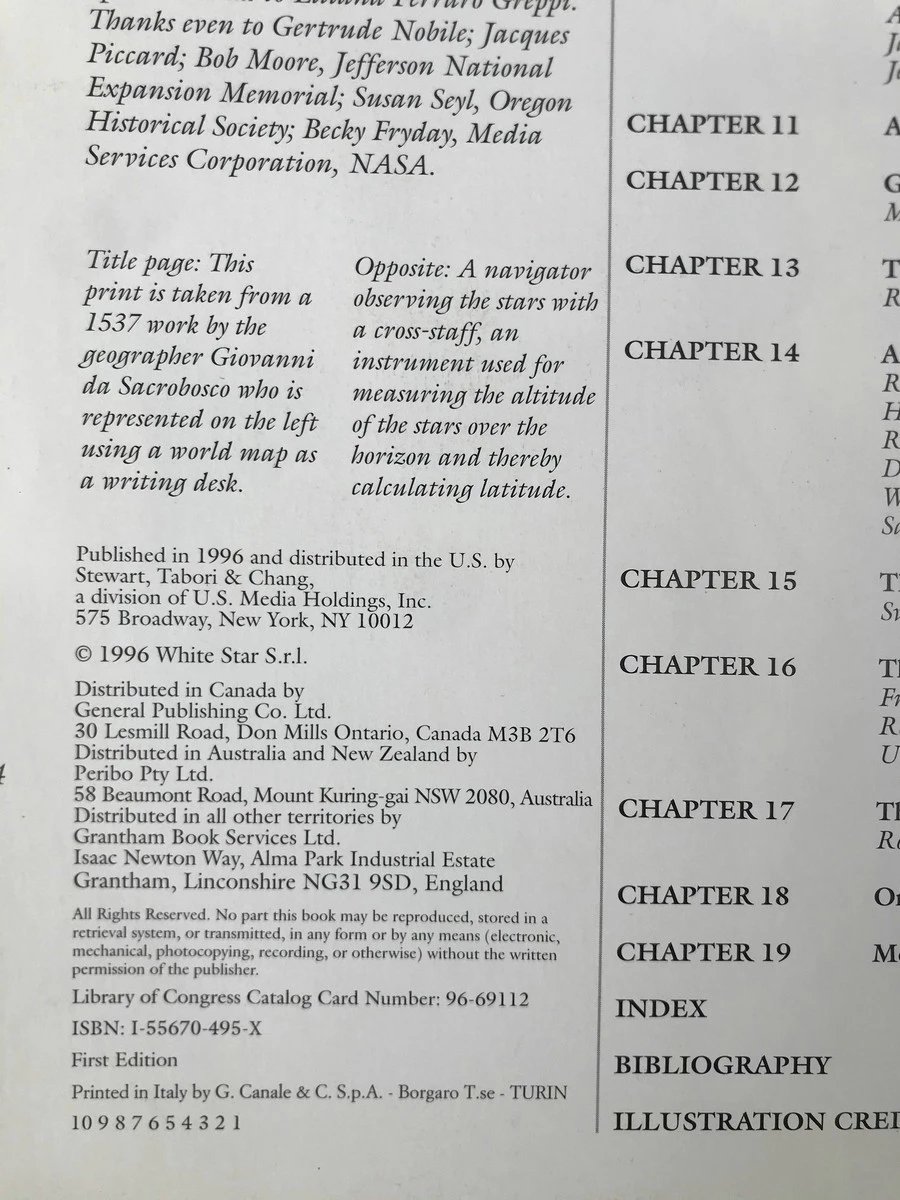 Thanks even to Gertrude Nobile; Jacques
Piccard; Bob Moore, Jefferson National
Expansion Memorial; Susan Seyl, Oregon
Historical Society; Becky Fryday, Media
Services Corporation, NASA.
Title page: This
print is taken from a
1537 work by the
geographer Giovanni
da Sacrobosco who is
represented on the left
using a world map as
a writing desk.
Opposite: A navigator
observing the stars with
a cross-staff, an
instrument used for
measuring the altitude
of the stars over the
horizon and thereby
calculating latitude.
Published in 1996 and distributed in the U.S. by
Stewart, Tabori & Chang,
a division of U.S. Media Holdings, Inc.
575 Broadway, New York, NY 10012
© 1996 White Star S.r.l.
Distributed in Canada by
General Publishing Co. Ltd.
30 Lesmill Road, Don Mills Ontario, Canada M3B 2T6
Distributed in Australia and New Zealand by
Peribo Pty Ltd.
58 Beaumont Road, Mount Kuring-gai NSW 2080, Australia
Distributed in all other territories by
Grantham Book Services Ltd.
Isaac Newton Way, Alma Park Industrial Estate
Grantham, Linconshire NG31 9SD, England
All Rights Reserved. No part this book may be reproduced, stored in a
retrieval system, or transmitted, in any form or by any means (electronic,
mechanical, photocopying, recording, or otherwise) without the written
permission of the publisher.
Library of Congress Catalog Card Number: 96-69112
ISBN: I-55670-495-X
First Edition
Printed in Italy by G. Canale & C. S.p.A. - Borgaro T.se - TURIN
10 9 8 7 6 5 4 3 2 1
CHAPTER 11
CHAPTER 12
CHAPTER 13
CHAPTER 14
CHAPTER 15
CHAPTER 16
CHAPTER 17
CHAPTER 18
CHAPTER 19
INDEX
BIBLIOGRAPHY
ILLUSTRATION